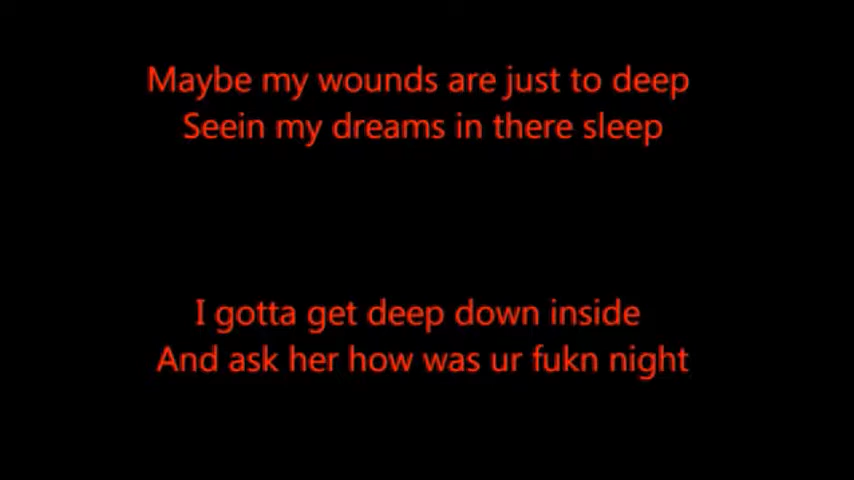 Maybe my wounds are just to deep
Seein my dreams in there sleep
I gotta get deep down inside
And ask her how was ur fukn night